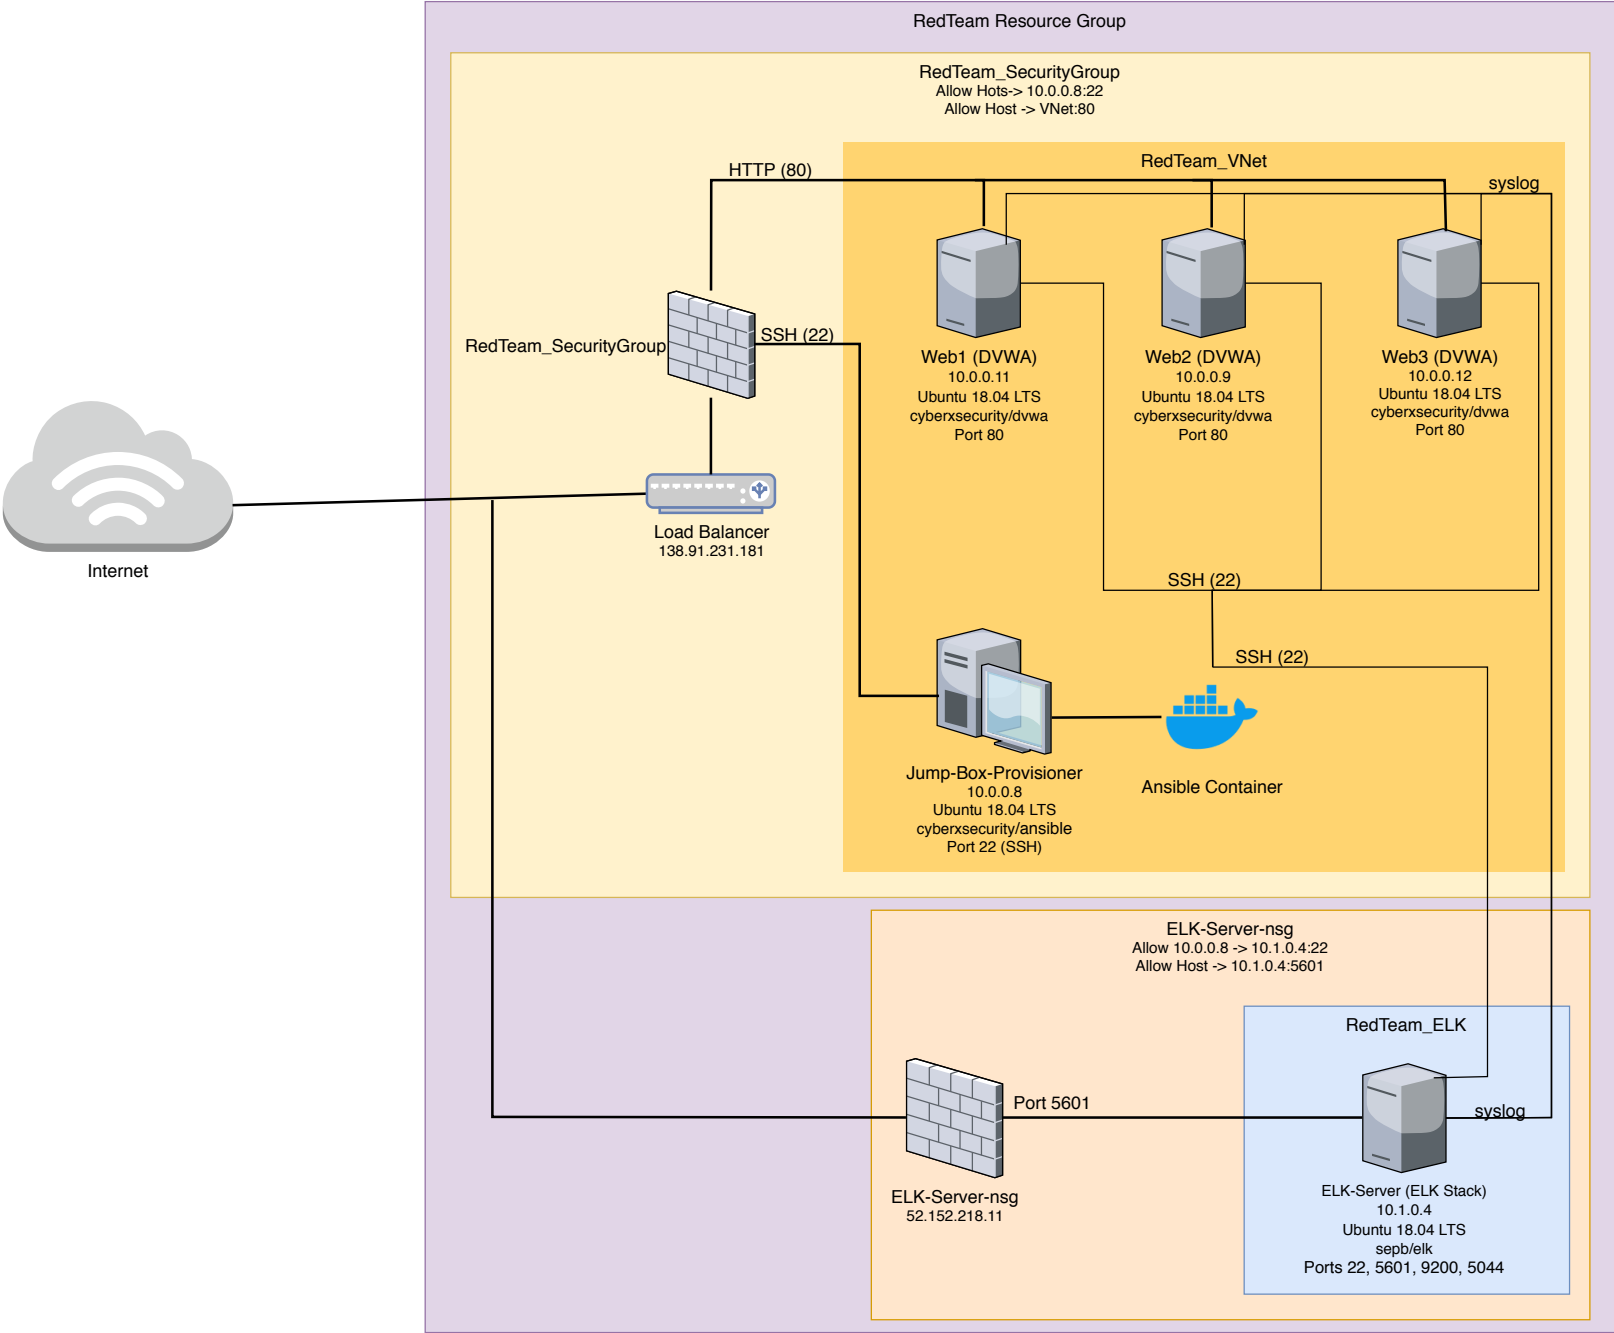 RedTeam Resource Group
RedTeam_SecurityGroup
Allow Hots-> 10.0.0.8:22
Allow Host -> VNet:80
RedTeam_VNet
HTTP (80)
syslog
SSH (22)
RedTeam_SecurityGroup
Web1 (DVWA)
10.0.0.11
Ubuntu 18.04 LTS
cyberxsecurity/dvwa
Port 80
Web2 (DVWA)
10.0.0.9
Ubuntu 18.04 LTS
cyberxsecurity/dvwa
Port 80
Web3 (DVWA)
10.0.0.12
Ubuntu 18.04 LTS
cyberxsecurity/dvwa
Port 80
Internet
Load Balancer
138.91.231.181
SSH (22)
SSH (22)
Jump-Box-Provisioner
10.0.0.8
Ubuntu 18.04 LTS
cyberxsecurity/ansible
Port 22 (SSH)
Ansible Container
ELK-Server-nsg
Allow 10.0.0.8 -> 10.1.0.4:22
Allow Host -> 10.1.0.4:5601
RedTeam_ELK
Port 5601
syslog
ELK-Server-nsg
52.152.218.11
ELK-Server (ELK Stack)
10.1.0.4
Ubuntu 18.04 LTS
sepb/elk
Ports 22, 5601, 9200, 5044